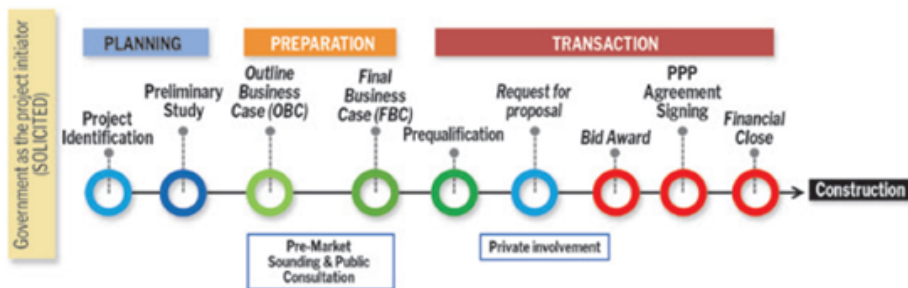 Government as the project initiator
(SOLICITED)
PLANNING
PREPARATION
TRANSACTION
Project
Identification
Preliminary
Study
Outline
Business
Case (OBC)
Final
Business
Case (FBC)
Prequalification
Request for
proposal
Bid Award
PPP
Agreement
Signing
Financial
Close
Construction
Pre-Market
Sounding & Public
Consultation
Private involvement